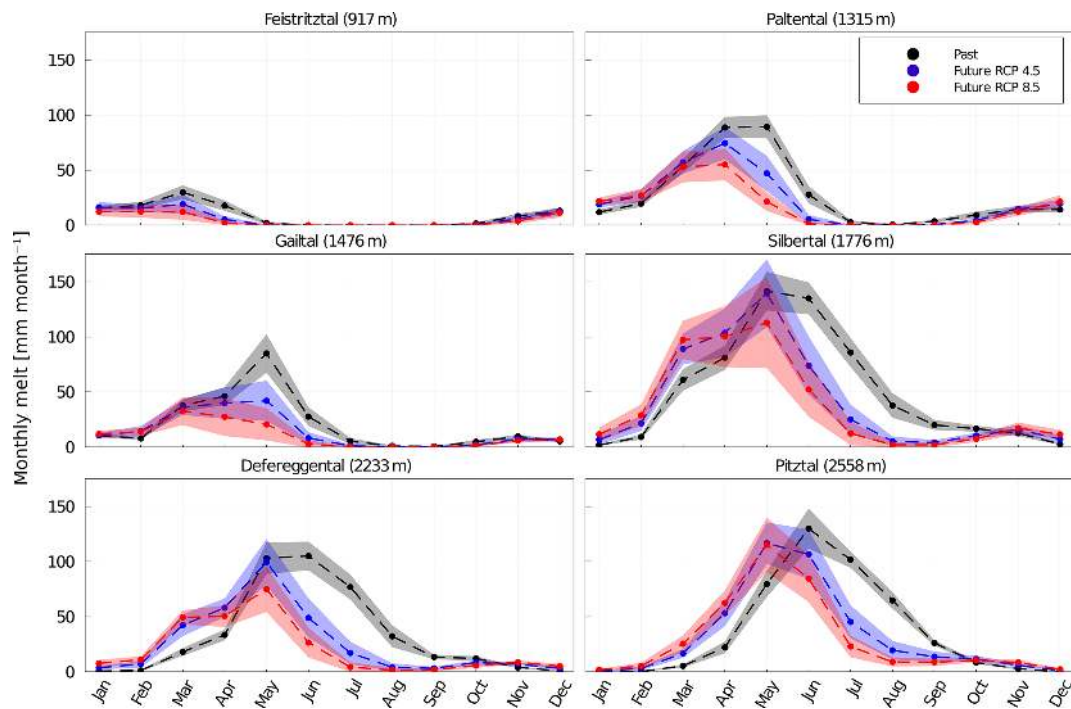 Feistritztal (917 m)
Paltental (1315 m)
150
100
50
0
Past
Future RCP 4.5
Future RCP 8.5
Gailtal (1476 m)
Silbertal (1776 m)
150
100
50
0
Monthly melt [mm month⁻¹]
Defereggental (2233 m)
Pitztal (2558 m)
150
100
50
0
Jan Feb Mar Apr May Jun Jul Aug Sep Oct Nov Dec
Jan Feb Mar Apr May Jun Jul Aug Sep Oct Nov Dec